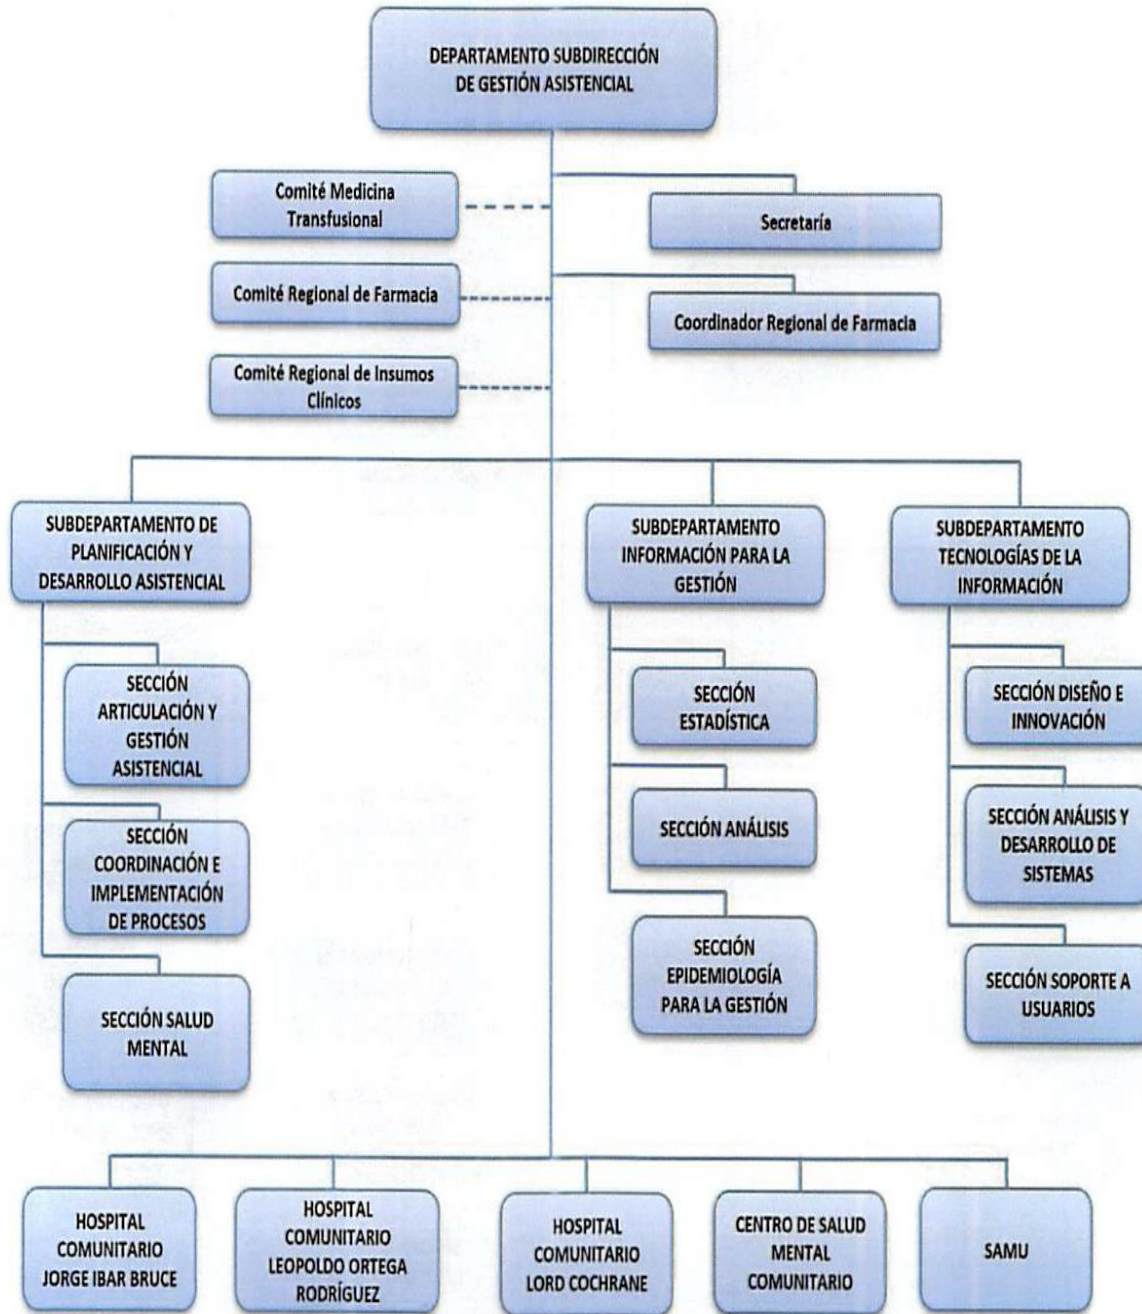 DEPARTAMENTO SUBDIRECCIÓN
DE GESTIÓN ASISTENCIAL
Comité Medicina
Transfusional
Secretaría
Comité Regional de Farmacia
Coordinador Regional de Farmacia
Comité Regional de Insumos
Clínicos
SUBDEPARTAMENTO DE
PLANIFICACIÓN Y
DESARROLLO ASISTENCIAL
SUBDEPARTAMENTO
INFORMACIÓN PARA LA
GESTIÓN
SUBDEPARTAMENTO
TECNOLOGÍAS DE LA
INFORMACIÓN
SECCIÓN
ARTICULACIÓN Y
GESTIÓN
ASISTENCIAL
SECCIÓN
COORDINACIÓN E
IMPLEMENTACIÓN
DE PROCESOS
SECCIÓN SALUD
MENTAL
SECCIÓN
ESTADÍSTICA
SECCIÓN ANÁLISIS
SECCIÓN
EPIDEMIOLOGÍA
PARA LA GESTIÓN
SECCIÓN DISEÑO E
INNOVACIÓN
SECCIÓN ANÁLISIS Y
DESARROLLO DE
SISTEMAS
SECCIÓN SOPORTE A
USUARIOS
HOSPITAL
COMUNITARIO
JORGE IBAR BRUCE
HOSPITAL
COMUNITARIO
LEOPOLDO ORTEGA
RODRÍGUEZ
HOSPITAL
COMUNITARIO
LORD COCHRANE
CENTRO DE SALUD
MENTAL
COMUNITARIO
SAMU